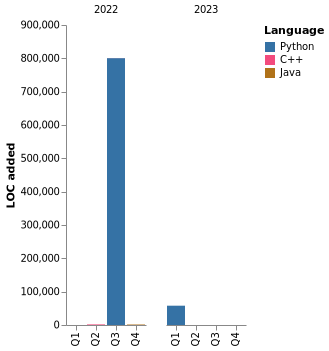 2022
2023
Language
Python
C++
Java
LOC added
900,000
800,000
700,000
600,000
500,000
400,000
300,000
200,000
100,000
0
Q1 Q2 Q3 Q4
Q1 Q2 Q3 Q4